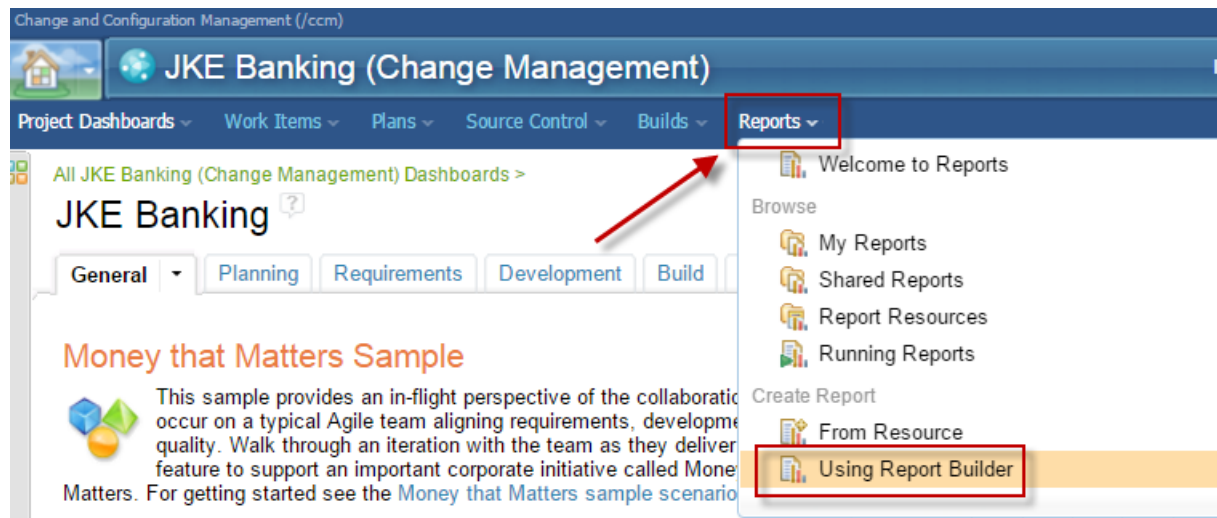 Change and Configuration Management (/ccm)
JKE Banking (Change Management)
Project Dashboards Work Items Plans Source Control Builds Reports
All JKE Banking (Change Management) Dashboards >
JKE Banking ?
General Planning Requirements Development Build
Money that Matters Sample
This sample provides an in-flight perspective of the
occur on a typical Agile team aligning requirements,
quality. Walk through an iteration with the team as they deliver
feature to support an important corporate initiative called
Matters. For getting started see the Money that Matters sample scenario
Welcome to Reports
Browse
My Reports
Shared Reports
Report Resources
Running Reports
Create Report
From Resource
Using Report Builder